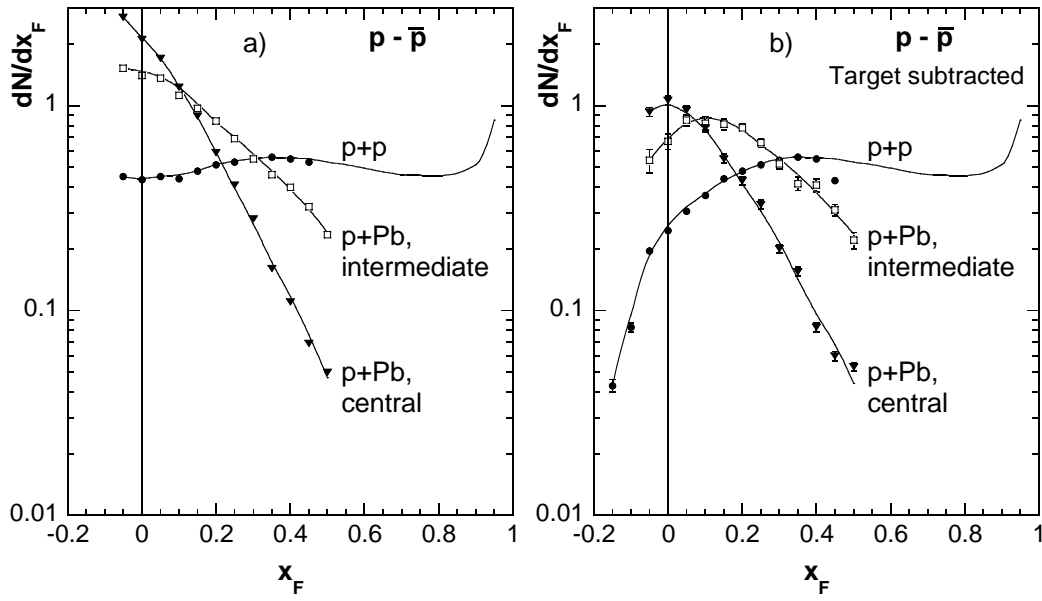 a)
p - p̅
dN/dx_F
1
0.1
0.01
p+p
p+Pb,
intermediate
p+Pb,
central
-0.2 0 0.2 0.4 0.6 0.8 1
x_F
b)
p - p̅
Target subtracted
dN/dx_F
1
0.1
0.01
p+p
p+Pb,
intermediate
p+Pb,
central
-0.2 0 0.2 0.4 0.6 0.8 1
x_F